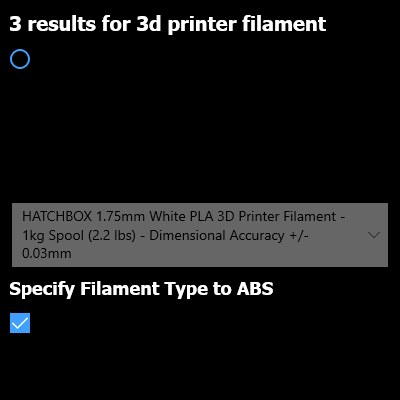 3 results for 3d printer filament
HATCHBOX 1.75mm White PLA 3D Printer Filament -
1kg Spool (2.2 lbs) - Dimensional Accuracy +/-
0.03mm
Specify Filament Type to ABS